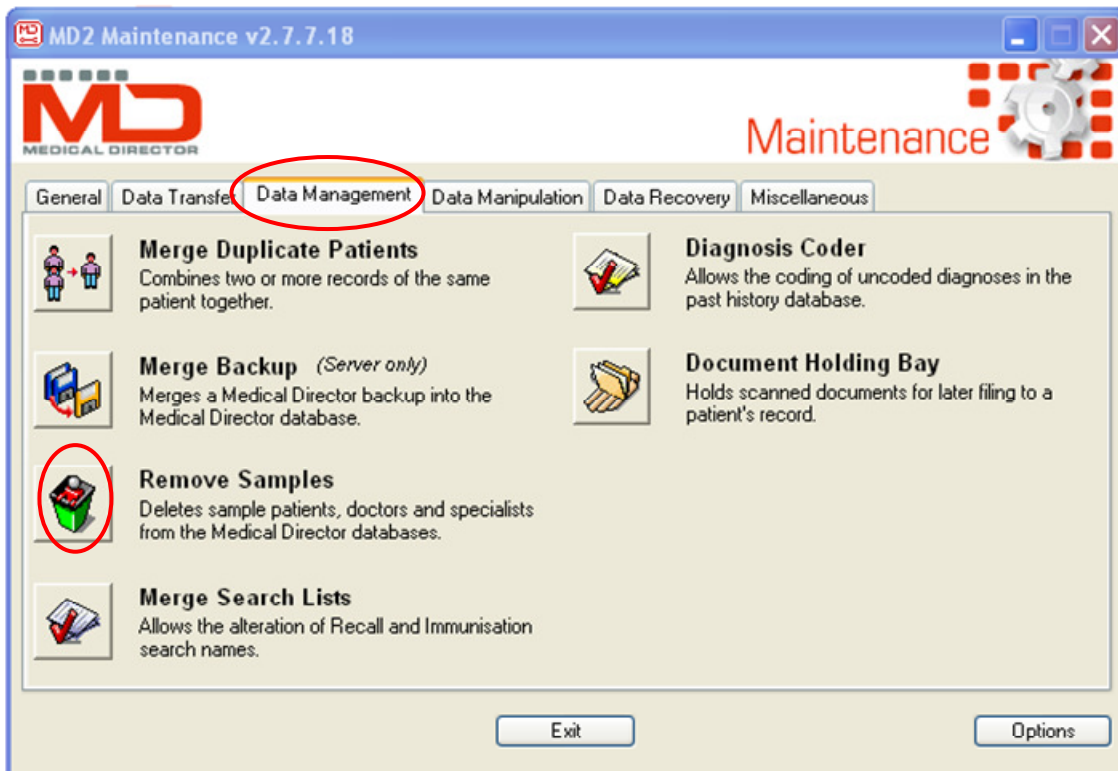 MD2 Maintenance v2.7.7.18
MD
MEDICAL DIRECTOR
Maintenance
General Data Transfer Data Management Data Manipulation Data Recovery Miscellaneous
Merge Duplicate Patients
Combines two or more records of the same
patient together.
Merge Backup (Server only)
Merges a Medical Director backup into the
Medical Director database.
Remove Samples
Deletes sample patients, doctors and specialists
from the Medical Director databases.
Merge Search Lists
Allows the alteration of Recall and Immunisation
search names.
Diagnosis Coder
Allows the coding of uncoded diagnoses in the
past history database.
Document Holding Bay
Holds scanned documents for later filing to a
patient's record.
Exit
Options